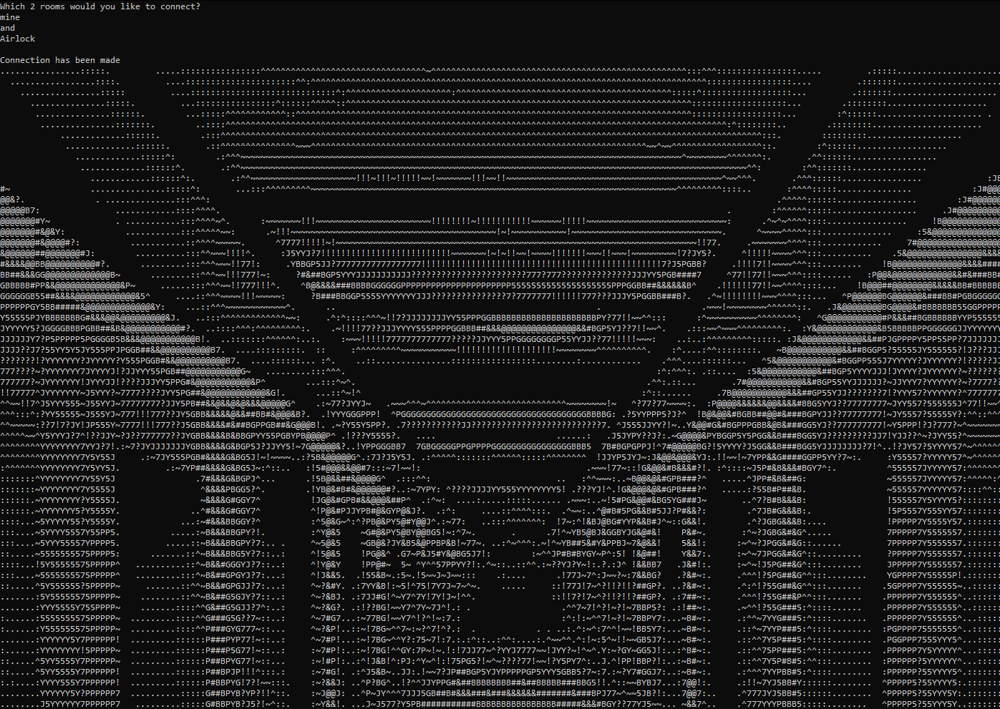 Which 2 rooms would you like to connect?
mine
and
Airlock
Connection has been made